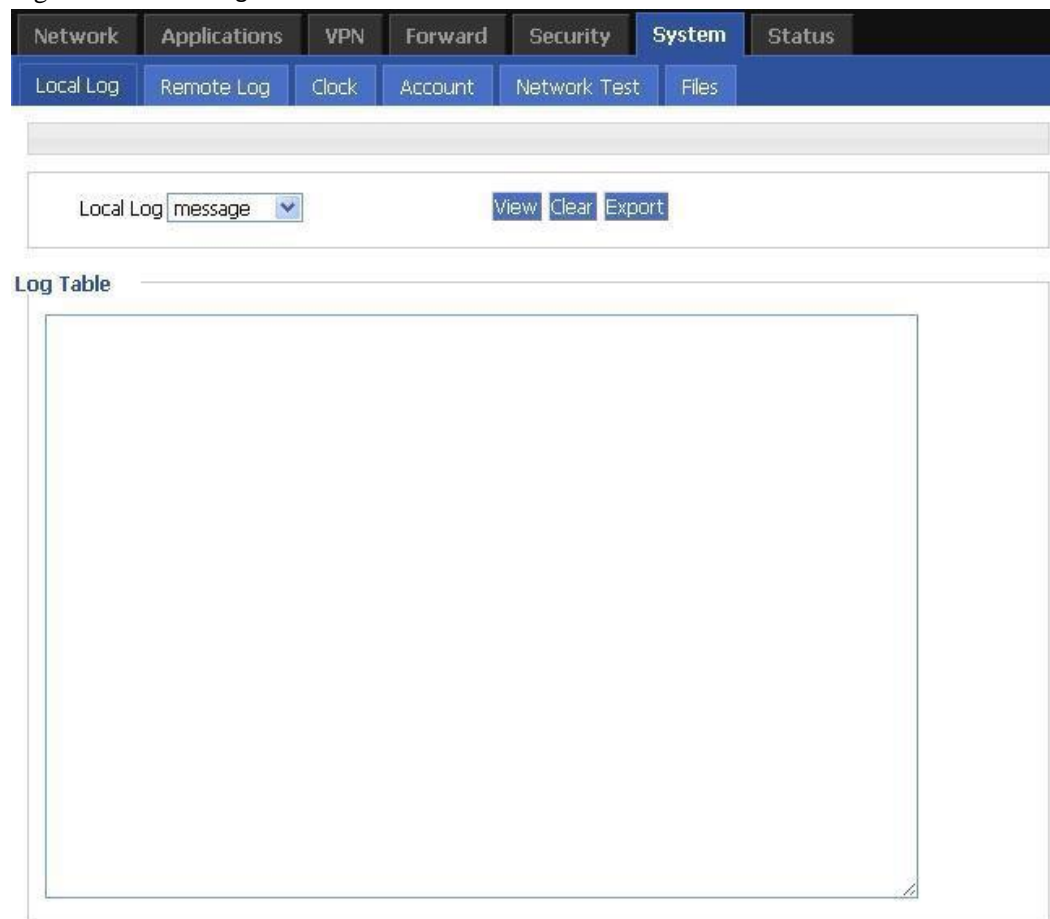 Network Applications VPN Forward Security System Status
Local Log Remote Log Clock Account Network Test Files
Local Log message View Clear Export
Log Table